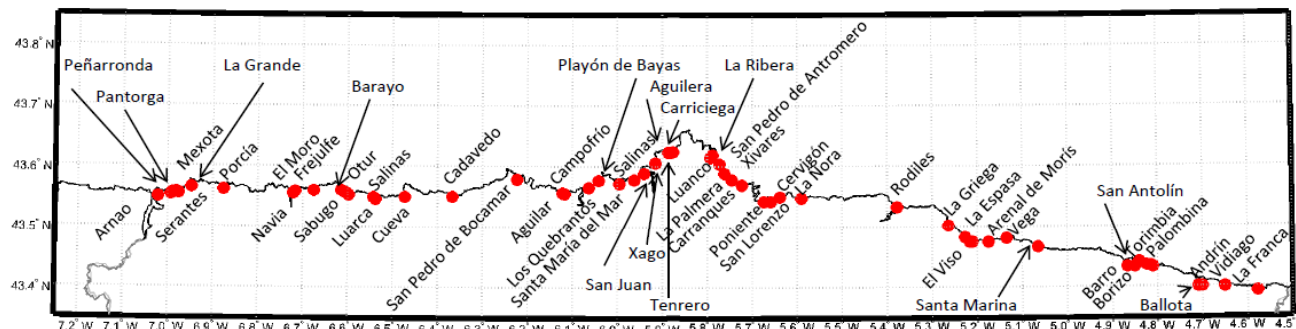 43.8° N
43.7° N
43.6° N
43.5° N
43.4° N
Peñarronda
Pantorga
La Grande
Barayo
Playón de Bayas
Aguilera
Carriciega
La Ribera
Mexota
Porcía
El Moro
Frejulfe
Otur
Salinas
Cadavedo
Campofrío
Salinas
Luanco
San Pedro de Antromero
Xivares
Cervigón
La Ñora
Rodiles
La Griega
La Espasa
Arenal de Morís
Vega
San Antolín
Torimbia
Palombina
Andrín
Vidiago
La Franca
Arnao
Serantes
Navia
Sabugo
Luarca
Cueva
San Pedro de Bocamar
Aguilar
Los Quebrantos
Santa María del Mar
San Juan
Xago
Tenrero
La Palmera
Carranques
Poniente
San Lorenzo
El Viso
Santa Marina
Barro
Borizo
Ballota
7.2° W 7.1° W 7.0° W 6.9° W 6.8° W 6.7° W 6.6° W 6.5° W 6.4° W 6.3° W 6.2° W 6.1° W 6.0° W 5.9° W 5.8° W 5.7° W 5.6° W 5.5° W 5.4° W 5.3° W 5.2° W 5.1° W 5.0° W 4.9° W 4.8° W 4.7° W 4.6° W 4.5°